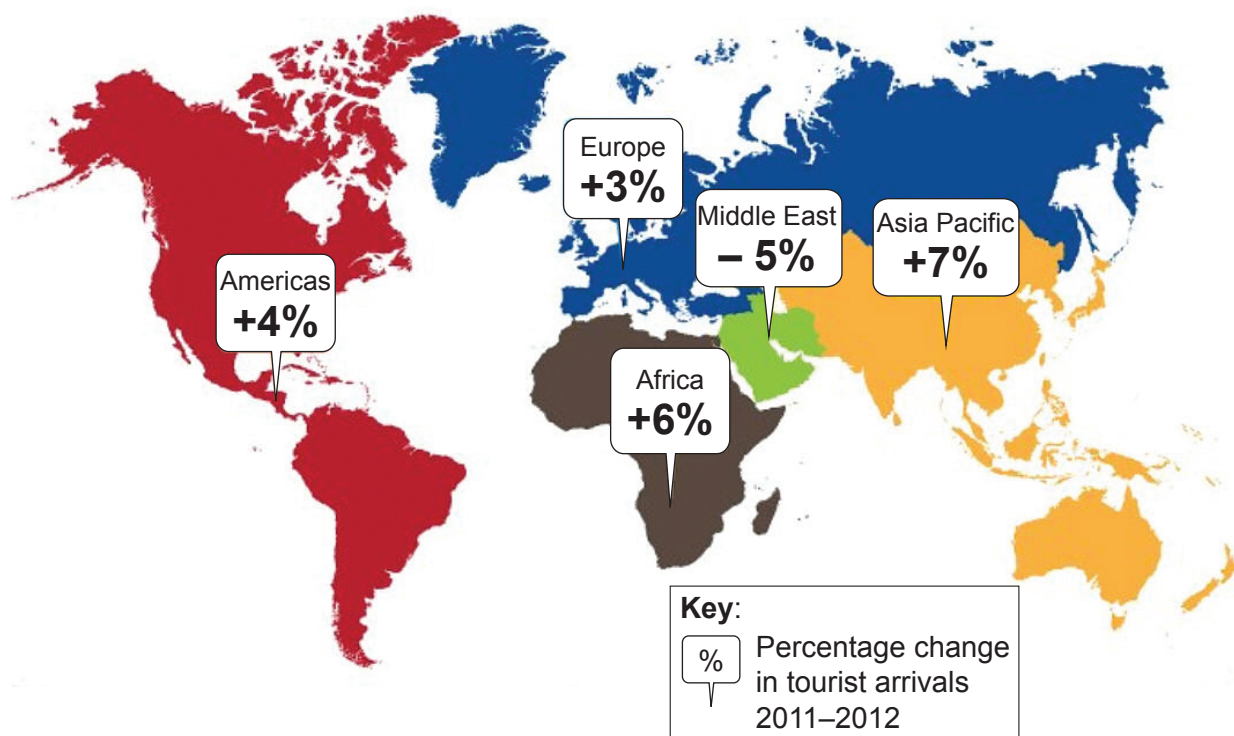 Europe
+3%
Middle East
– 5%
Asia Pacific
+7%
Americas
+4%
Africa
+6%
Key:
%
Percentage change
in tourist arrivals
2011–2012